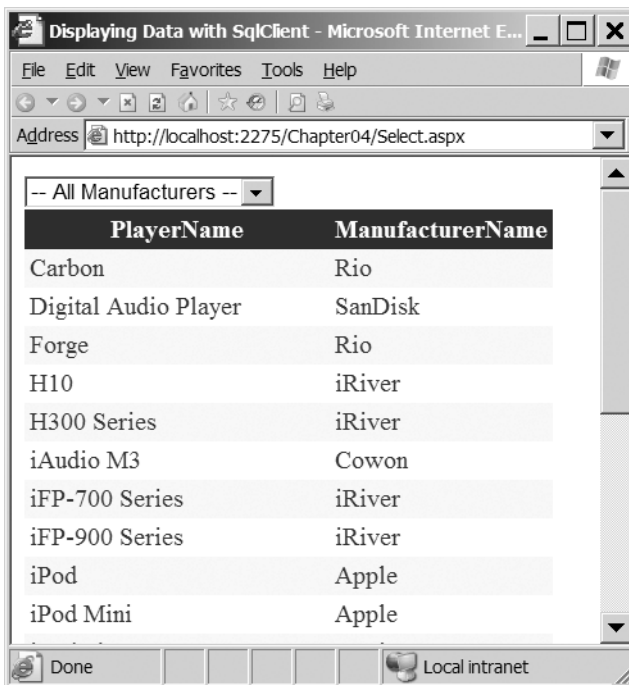 Displaying Data with SqlClient - Microsoft Internet E...
File Edit View Favorites Tools Help
Address http://localhost:2275/Chapter04/Select.aspx
-- All Manufacturers --
PlayerName ManufacturerName
Carbon Rio
Digital Audio Player SanDisk
Forge Rio
H10 iRiver
H300 Series iRiver
iAudio M3 Cowon
iFP-700 Series iRiver
iFP-900 Series iRiver
iPod Apple
iPod Mini Apple
Done Local intranet